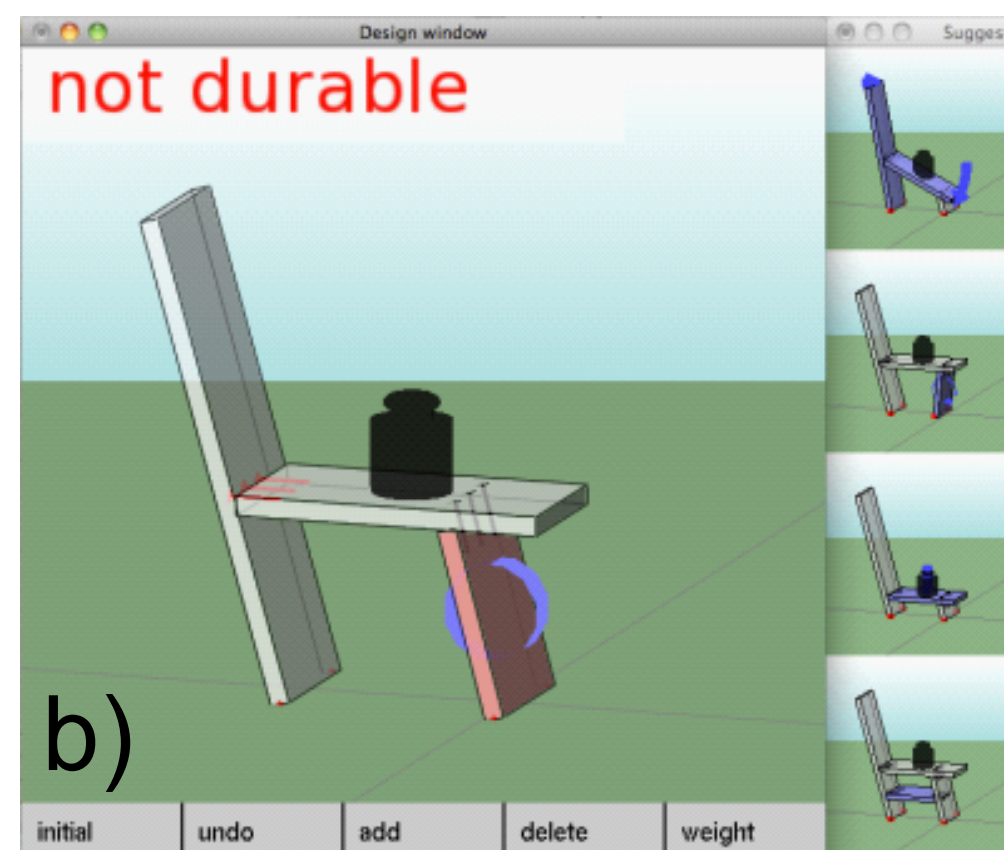 Design window
Sugges
not durable
b)
initial
undo
add
delete
weight